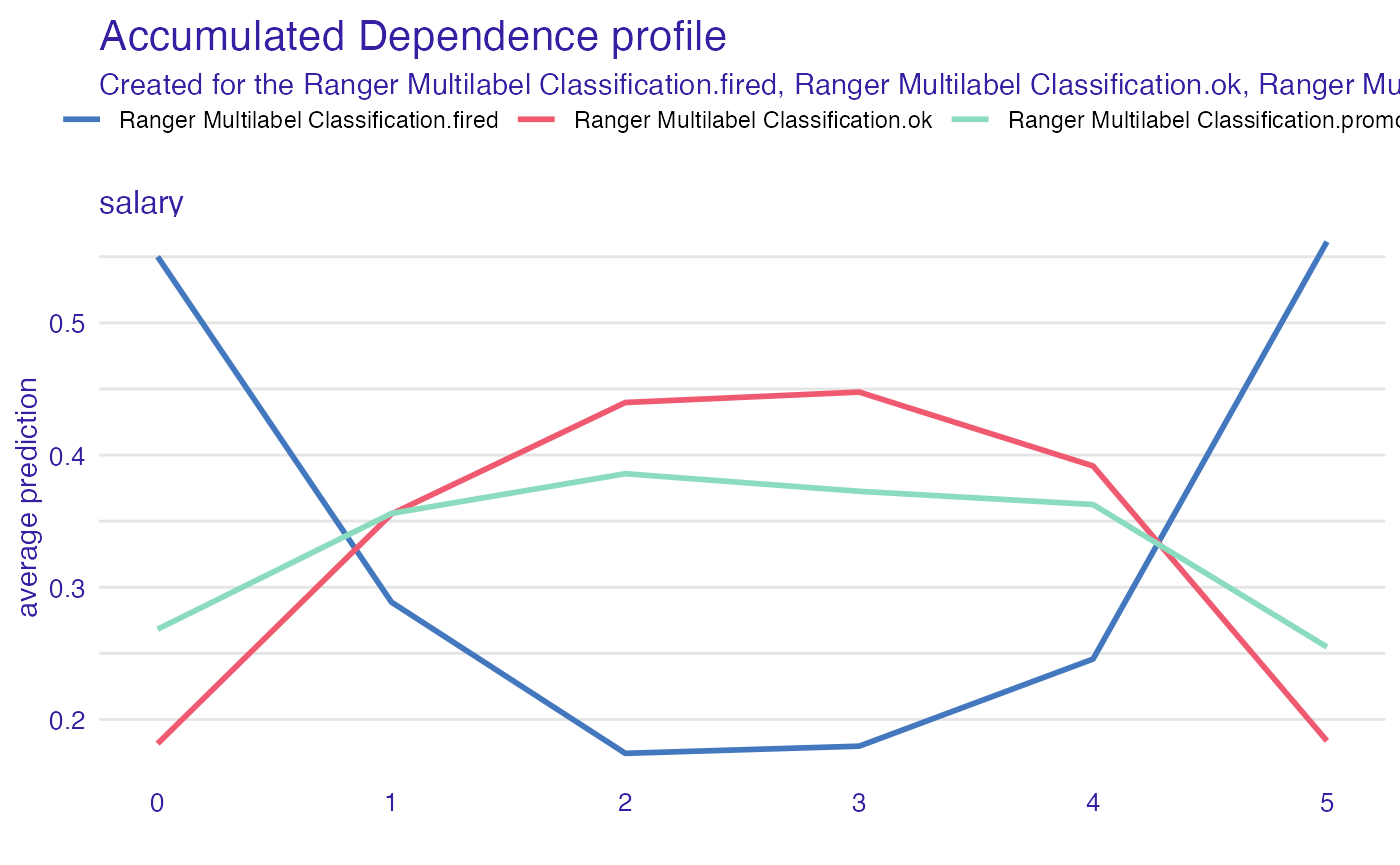 Accumulated Dependence profile
Created for the Ranger Multilabel Classification.fired, Ranger Multilabel Classification.ok, Ranger Mu
Ranger Multilabel Classification.fired Ranger Multilabel Classification.ok Ranger Multilabel Classification.promo
salary
average prediction
0.5
0.4
0.3
0.2
0 1 2 3 4 5